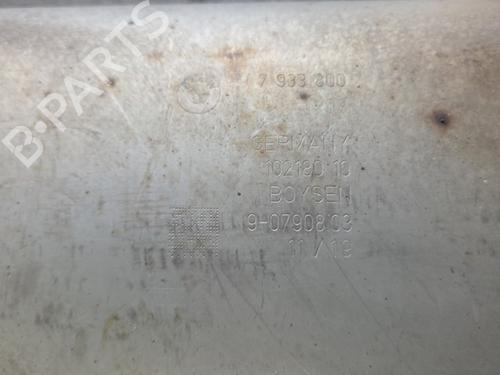 B-PARTS
7 933 800
GERMANY
102180 10
BOYSEN
9-07908 03
11/19